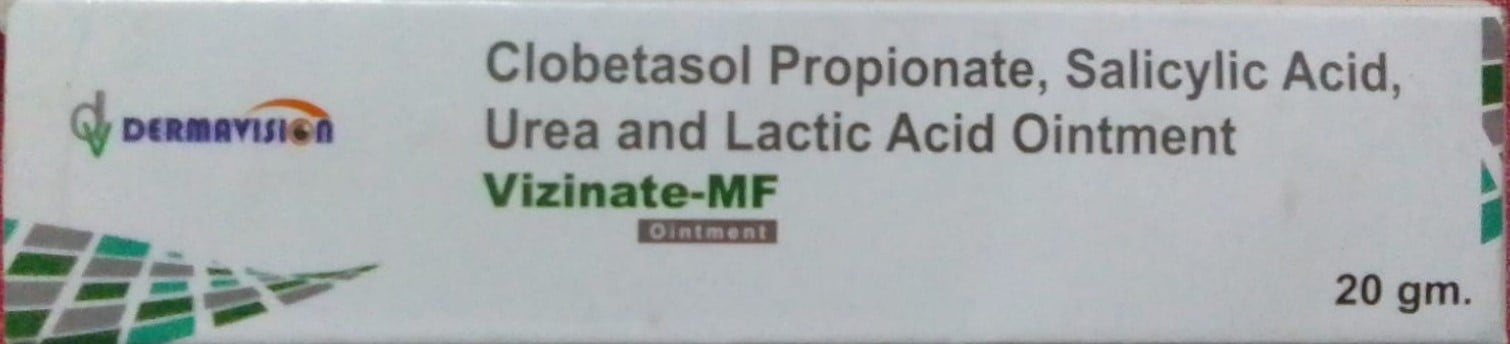 DERMAVISION
Clobetasol Propionate, Salicylic Acid,
Urea and Lactic Acid Ointment
Vizinate-MF
Ointment
20 gm.